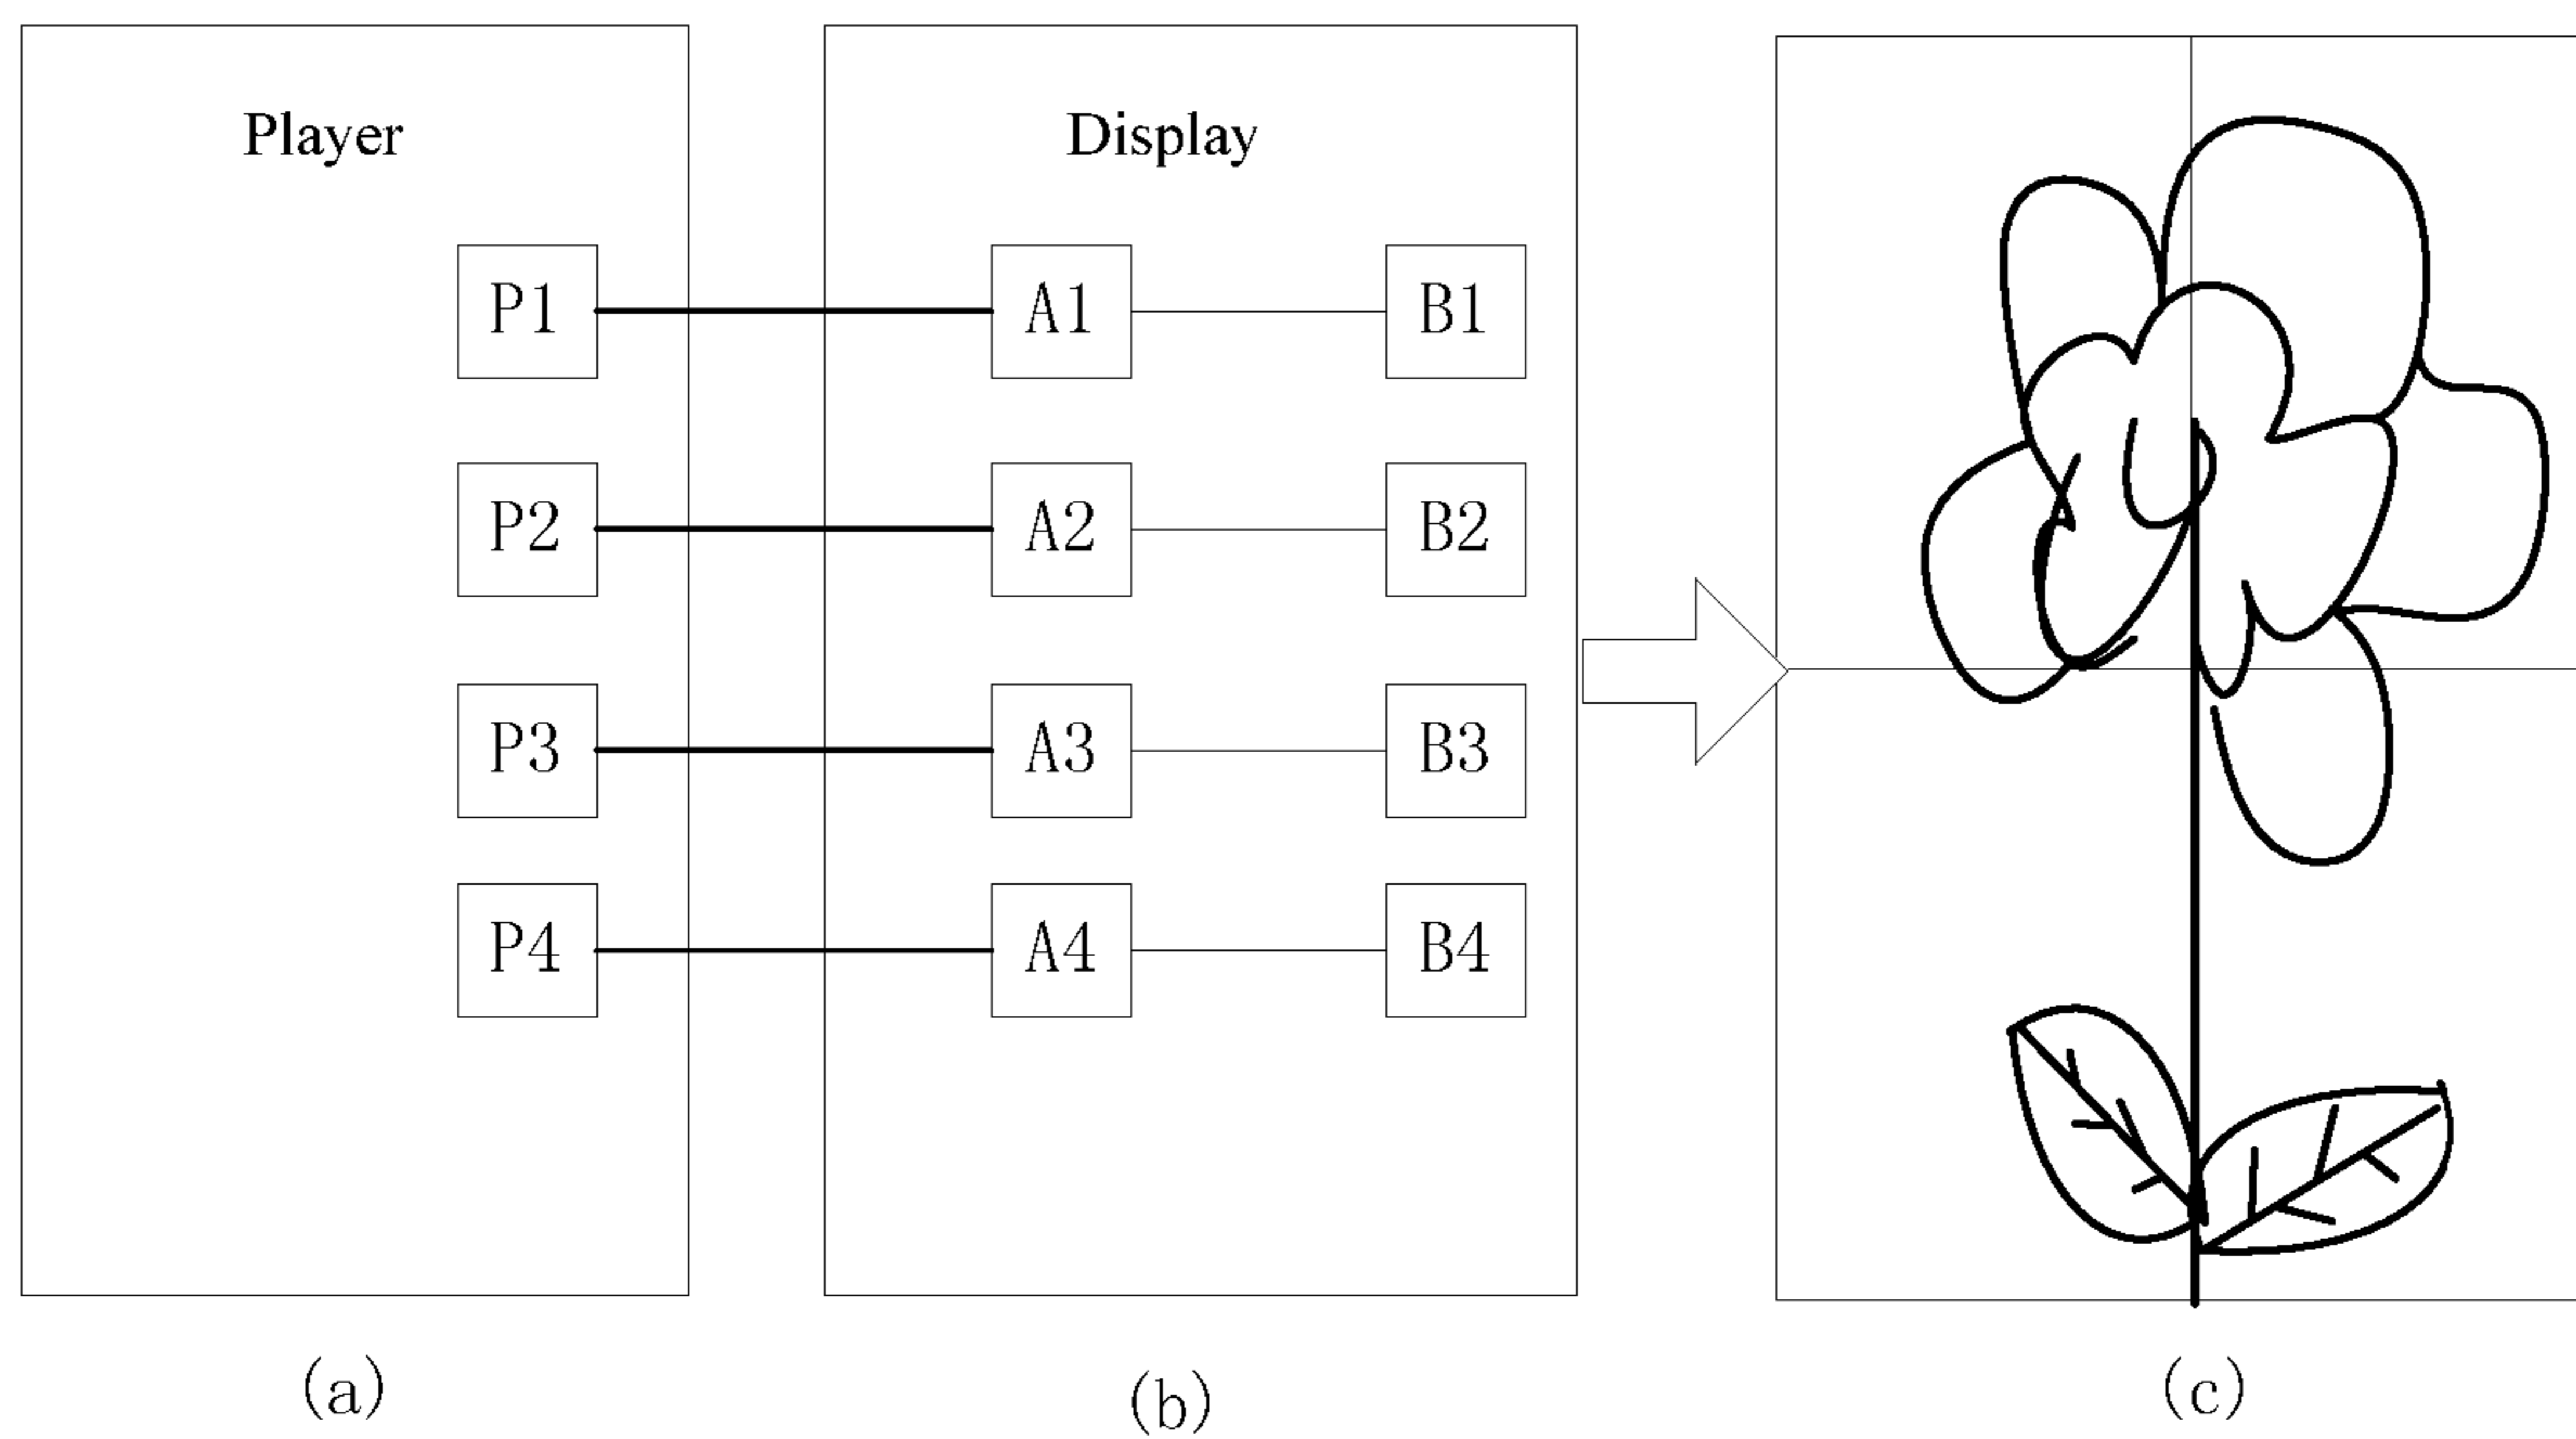 Player Display
P1 A1 B1
P2 A2 B2
P3 A3 B3
P4 A4 B4
(a) (b) (c)